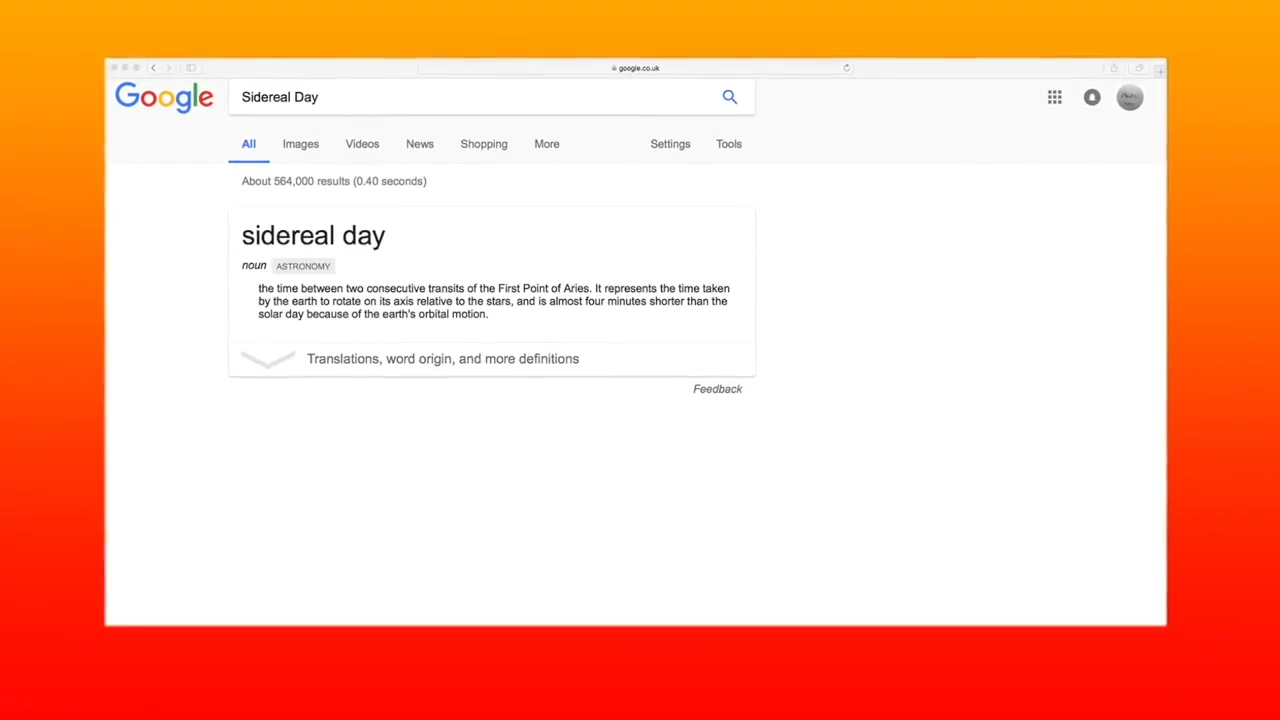 google.co.uk
Google
Sidereal Day
All Images Videos News Shopping More Settings Tools
About 564,000 results (0.40 seconds)
sidereal day
noun ASTRONOMY
the time between two consecutive transits of the First Point of Aries. It represents the time taken
by the earth to rotate on its axis relative to the stars, and is almost four minutes shorter than the
solar day because of the earth's orbital motion.
Translations, word origin, and more definitions
Feedback